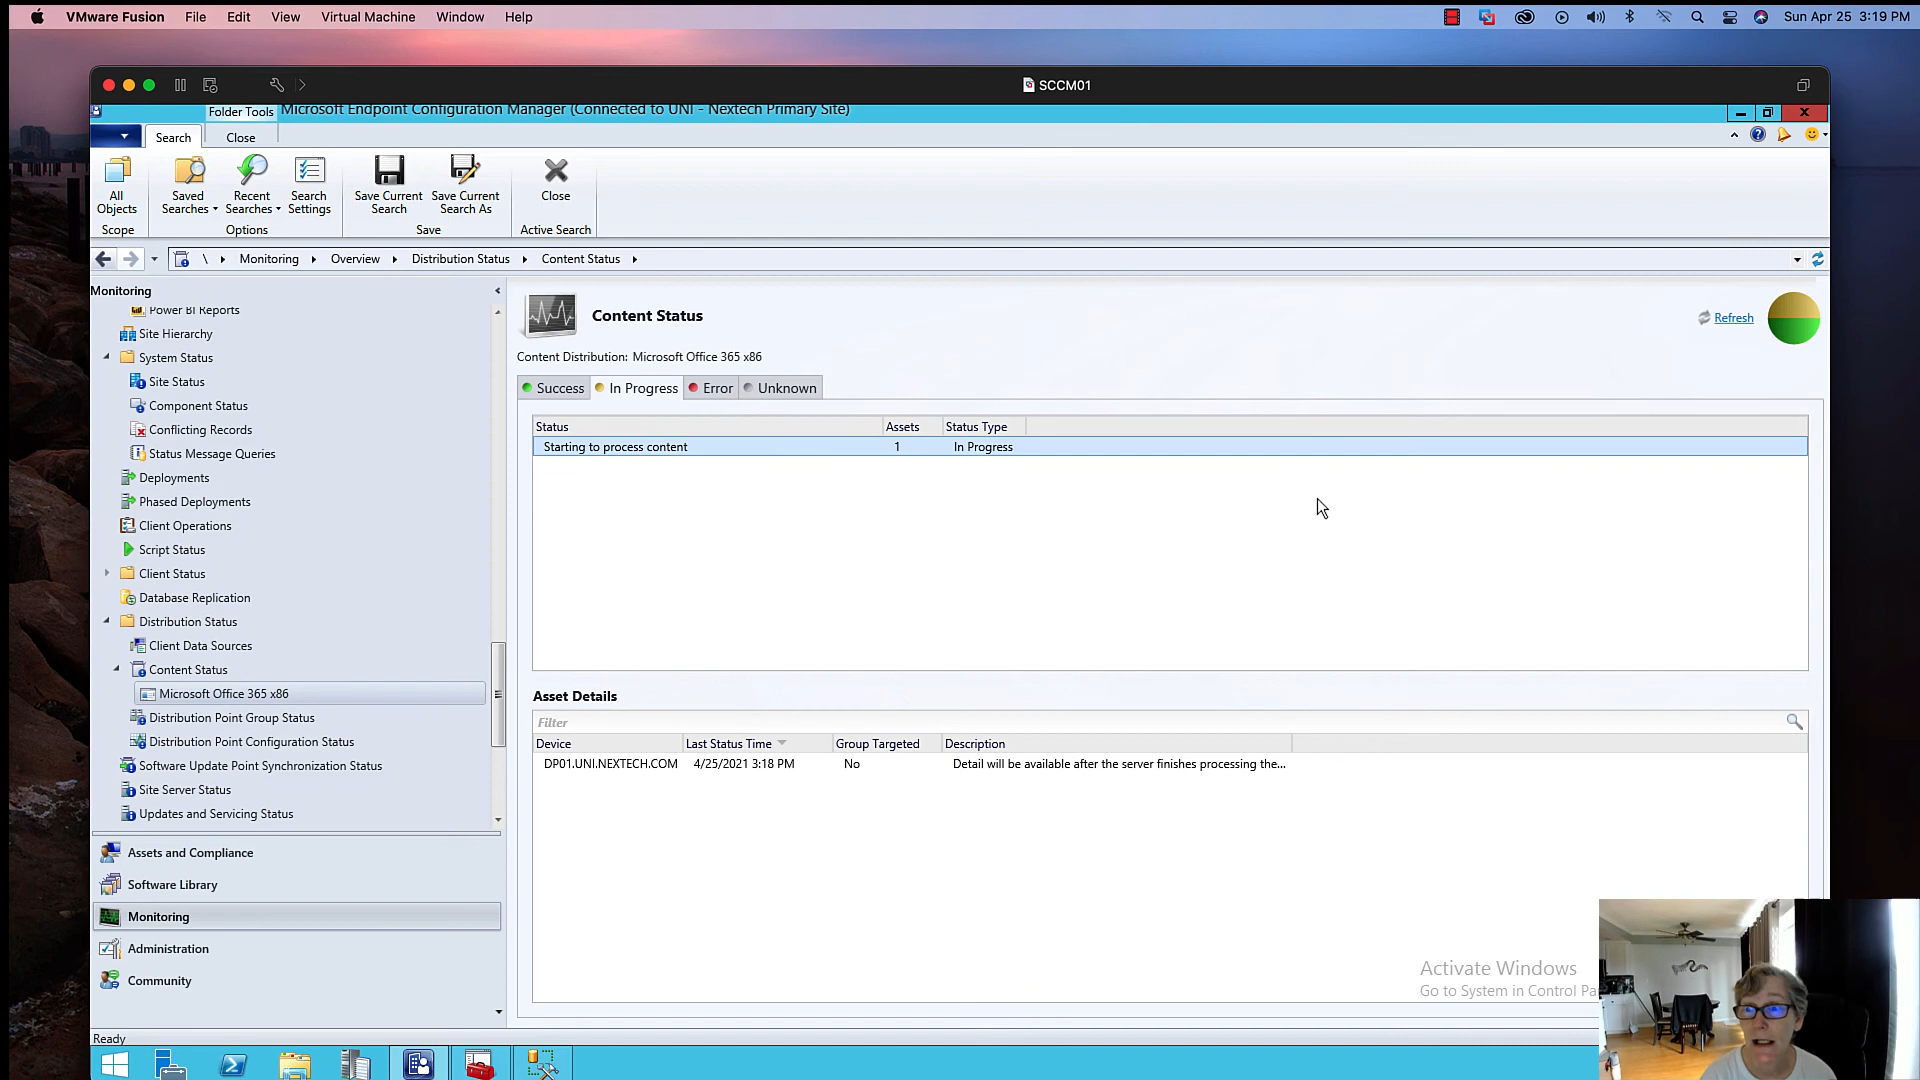 VMware Fusion File Edit View Virtual Machine Window Help Sun Apr 25 3:19 PM
SCCM01
Folder Tools Microsoft Endpoint Configuration Manager (Connected to UNI - Nextech Primary Site)
Search Close
All Objects
Saved Searches
Recent Searches
Search Settings
Save Current Search
Save Current Search As
Close
Scope Options Save Active Search
\ Monitoring Overview Distribution Status Content Status
Monitoring
Power BI Reports
Site Hierarchy
System Status
Site Status
Component Status
Conflicting Records
Status Message Queries
Deployments
Phased Deployments
Client Operations
Script Status
Client Status
Database Replication
Distribution Status
Client Data Sources
Content Status
Microsoft Office 365 x86
Distribution Point Group Status
Distribution Point Configuration Status
Software Update Point Synchronization Status
Site Server Status
Updates and Servicing Status
Assets and Compliance
Software Library
Monitoring
Administration
Community
Content Status
Refresh
Content Distribution: Microsoft Office 365 x86
Success In Progress Error Unknown
Status Assets Status Type
Starting to process content 1 In Progress
Asset Details
Filter
Device Last Status Time Group Targeted Description
DP01.UNI.NEXTECH.COM 4/25/2021 3:18 PM No Detail will be available after the server finishes processing the...
Activate Windows
Go to System in Control Pa
Ready